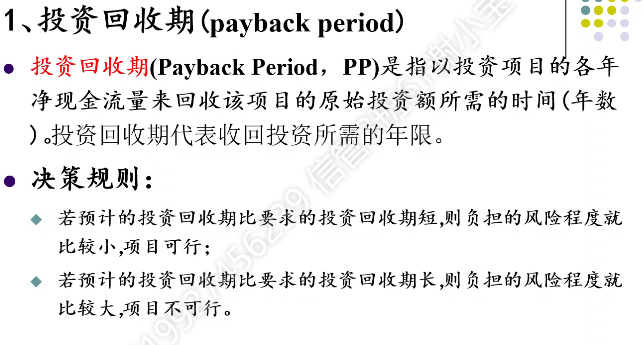 1、投资回收期(payback period)
投资回收期(Payback Period，PP)是指以投资项目的各年
净现金流量来回收该项目的原始投资额所需的时间(年数
)。投资回收期代表收回投资所需的年限。
决策规则：
若预计的投资回收期比要求的投资回收期短,则负担的风险程度就
比较小,项目可行；
若预计的投资回收期比要求的投资回收期长,则负担的风险程度就
比较大,项目不可行。